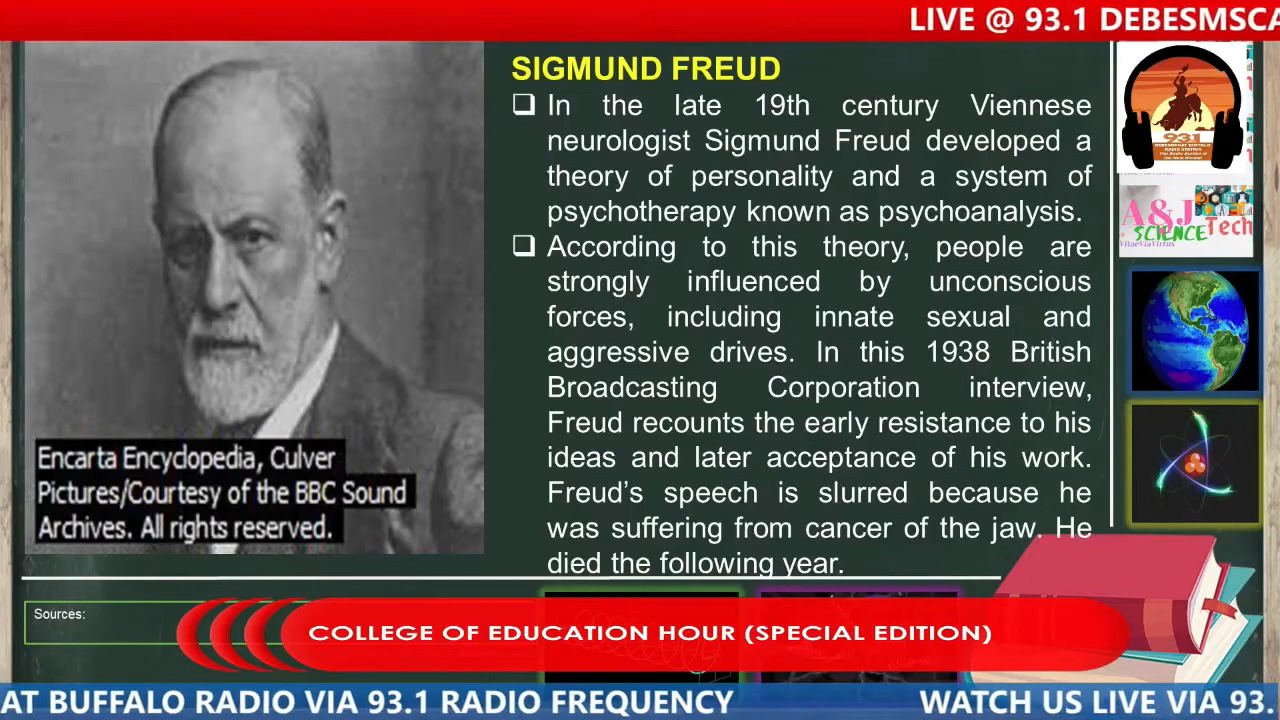 LIVE @ 93.1 DEBESMSCA
SIGMUND FREUD
In the late 19th century Viennese
neurologist Sigmund Freud developed a
theory of personality and a system of
psychotherapy known as psychoanalysis.
According to this theory, people are
strongly influenced by unconscious
forces, including innate sexual and
aggressive drives. In this 1938 British
Broadcasting Corporation interview,
Freud recounts the early resistance to his
ideas and later acceptance of his work.
Freud’s speech is slurred because he
was suffering from cancer of the jaw. He
died the following year.
Encarta Encyclopedia, Culver
Pictures/Courtesy of the BBC Sound
Archives. All rights reserved.
931
DEBESMSCAT BUFFALO
RADIO STATION
A&J
SCIENCE Tech
VitaeViaVirtus
Sources:
COLLEGE OF EDUCATION HOUR (SPECIAL EDITION)
AT BUFFALO RADIO VIA 93.1 RADIO FREQUENCY
WATCH US LIVE VIA 93.